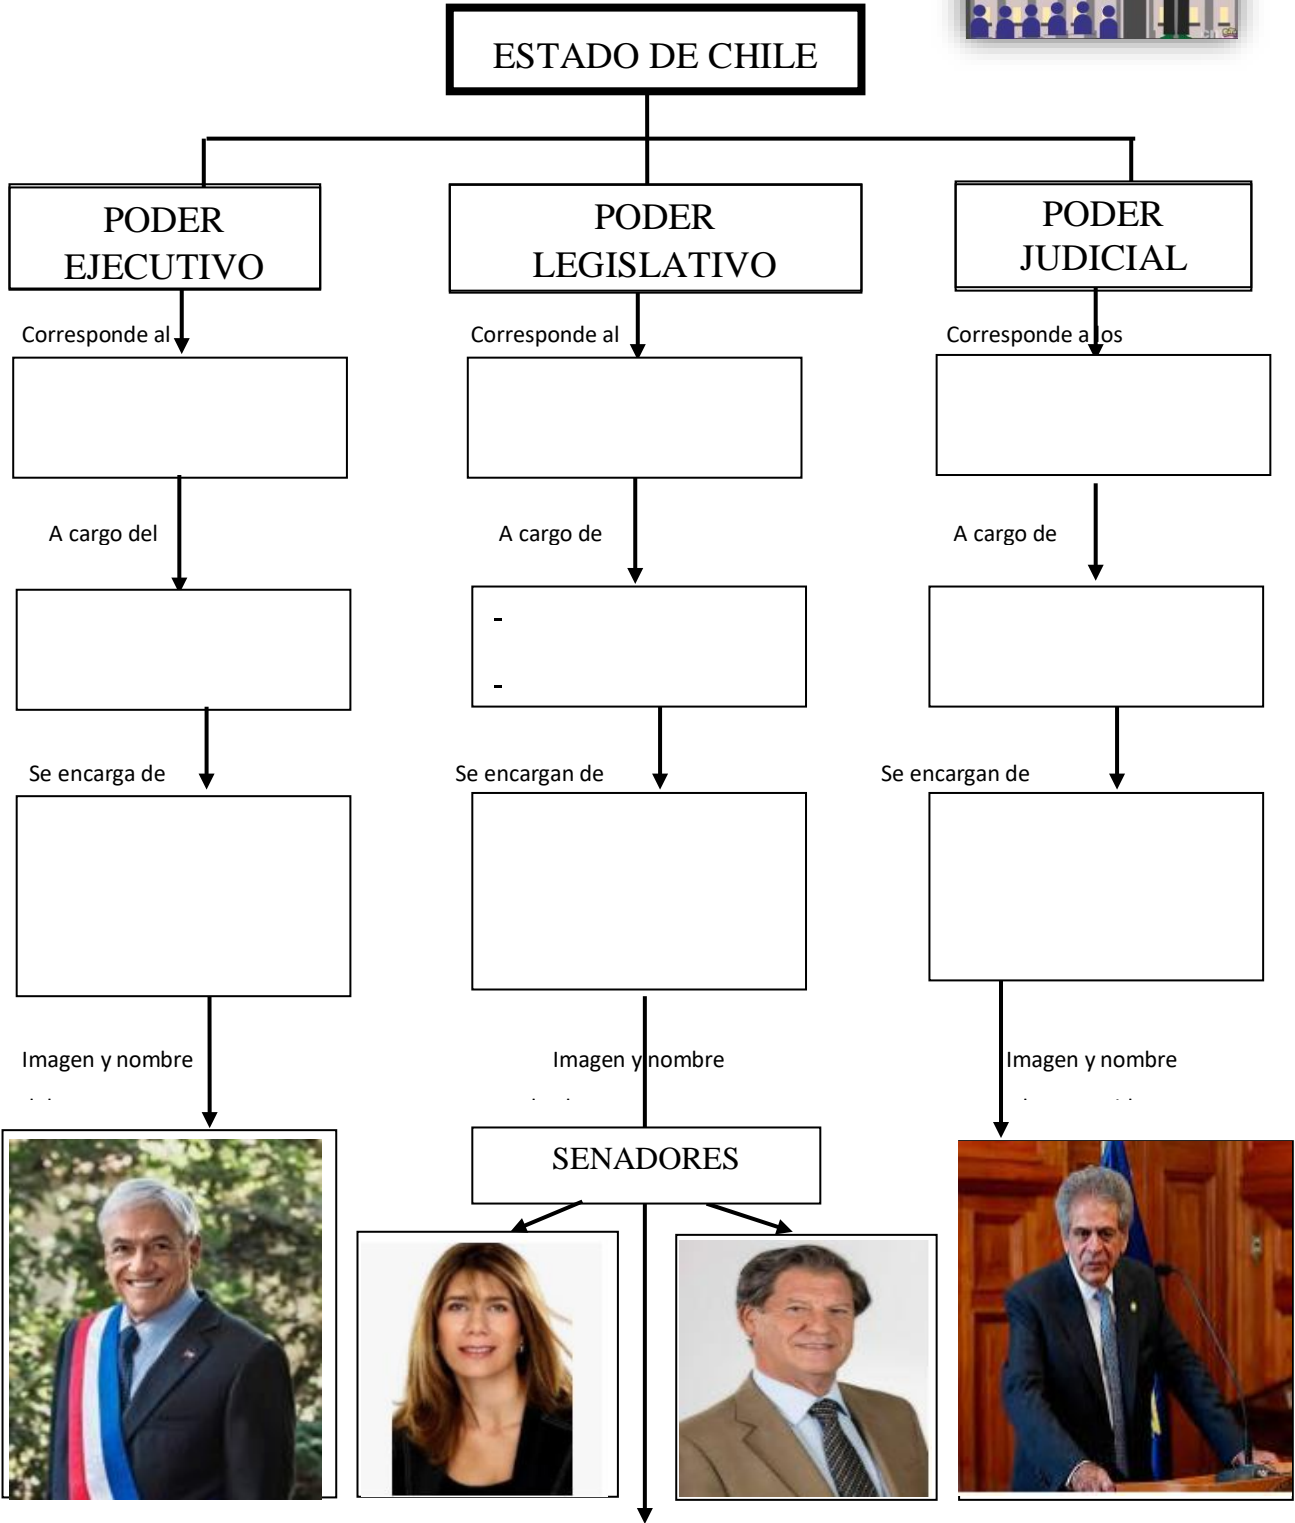 ESTADO DE CHILE
PODER
EJECUTIVO
PODER
LEGISLATIVO
PODER
JUDICIAL
Corresponde al
Corresponde al
Corresponde a los
A cargo del
A cargo de
A cargo de
-
-
Se encarga de
Se encargan de
Se encargan de
Imagen y nombre
Imagen y nombre
Imagen y nombre
SENADORES